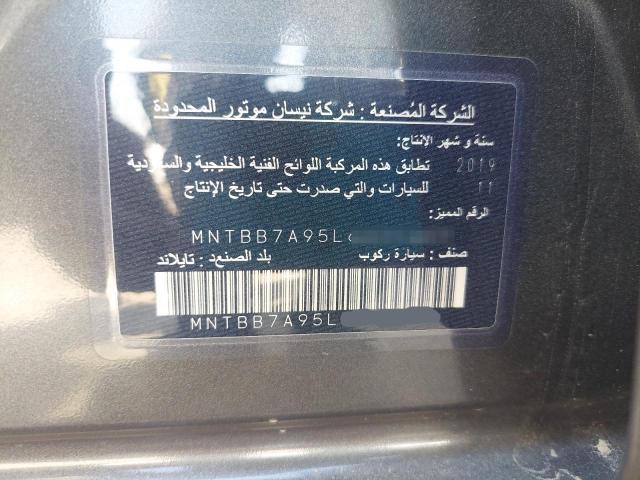 الشركة المُصنعة : شركة نيسان موتور المحدودة
سنة و شهر الانتاج:
2019 تطابق هذه المركبة اللوائح الفنية الخليجية والسعودية
11 للسيارات والتي صدرت حتى تاريخ الإنتاج
الرقم المميز:
MNTBB7A95L
صنف : سيارة ركوب بلد الصنع : تايلاند
MNTBB7A95L